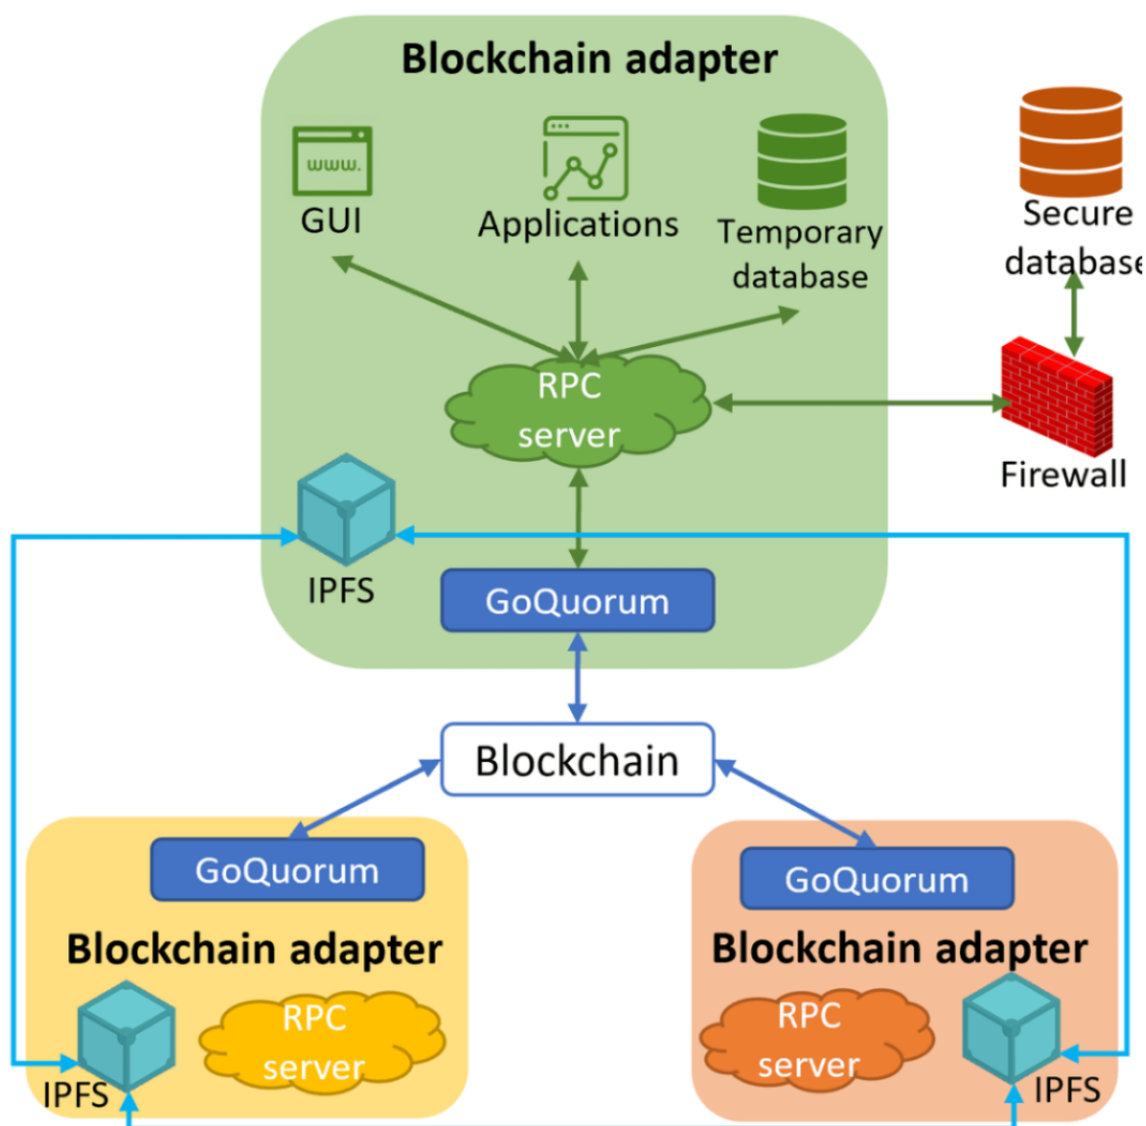 Blockchain adapter
www.
GUI
Applications
Temporary
database
Secure
database
RPC
server
Firewall
IPFS
GoQuorum
Blockchain
GoQuorum
Blockchain adapter
RPC
server
IPFS
GoQuorum
Blockchain adapter
RPC
server
IPFS